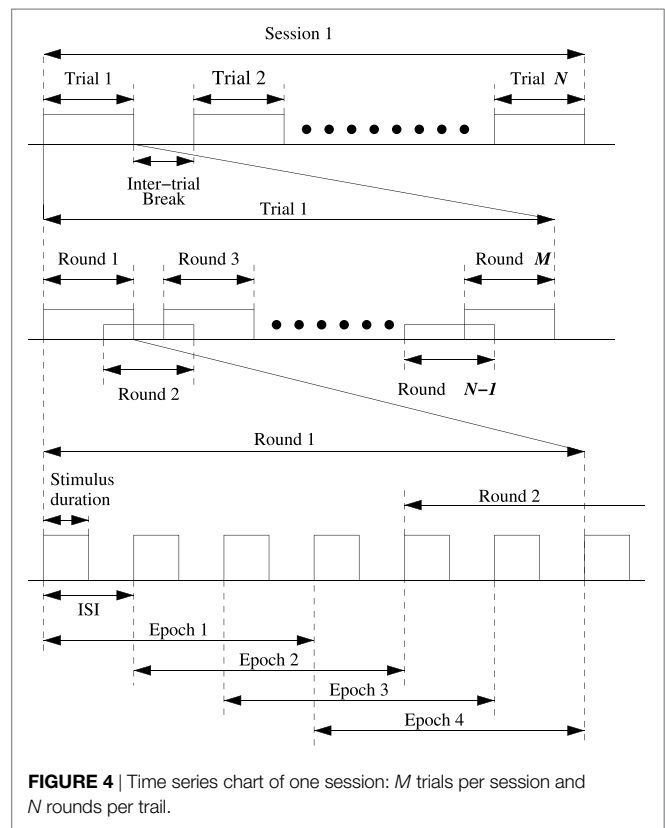 Session 1
Trial 1
Trial 2
Trial N
Inter-trial
Break
Trial 1
Round 1
Round 3
Round M
Round 2
Round N-1
Round 1
Stimulus
duration
Round 2
ISI
Epoch 1
Epoch 2
Epoch 3
Epoch 4
FIGURE 4 | Time series chart of one session: M trials per session and
N rounds per trail.